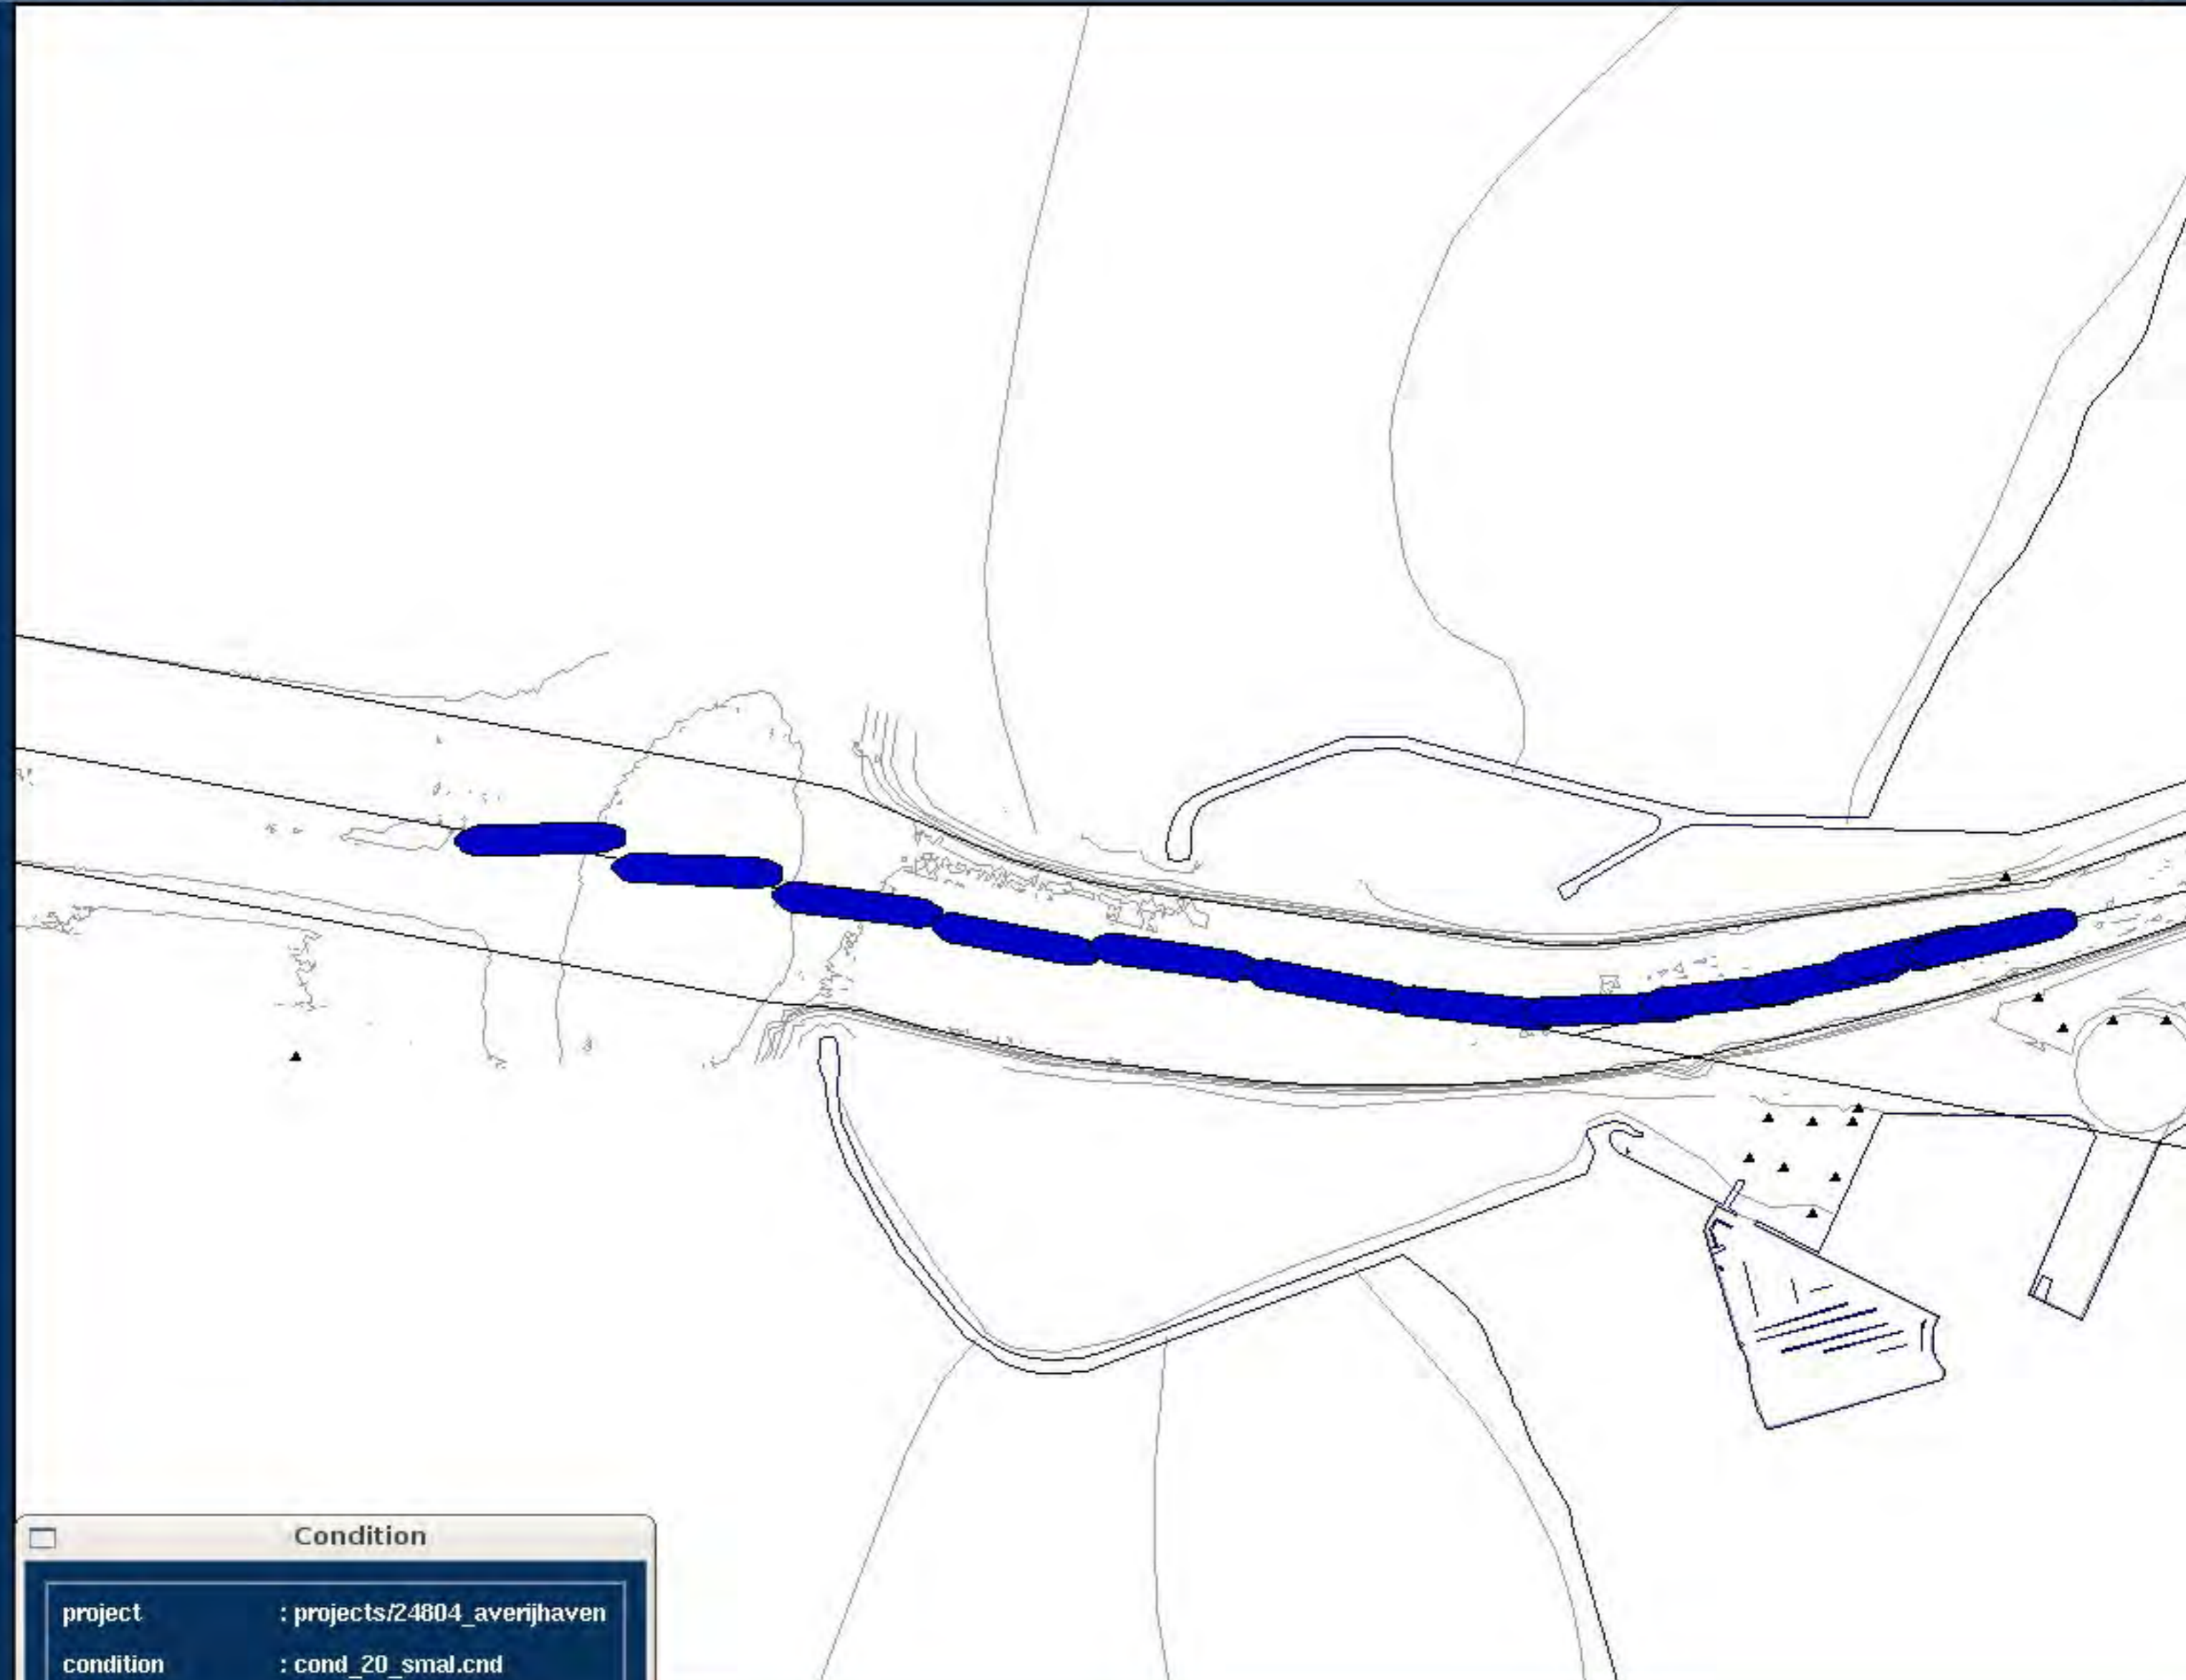 Condition
project : projects/24804_averijhaven
condition : cond_20_smal.cnd